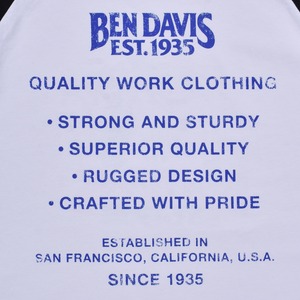 BEN DAVIS
EST. 1935
QUALITY WORK CLOTHING
• STRONG AND STURDY
• SUPERIOR QUALITY
• RUGGED DESIGN
• CRAFTED WITH PRIDE
ESTABLISHED IN
SAN FRANCISCO, CALIFORNIA, U.S.A.
SINCE 1935